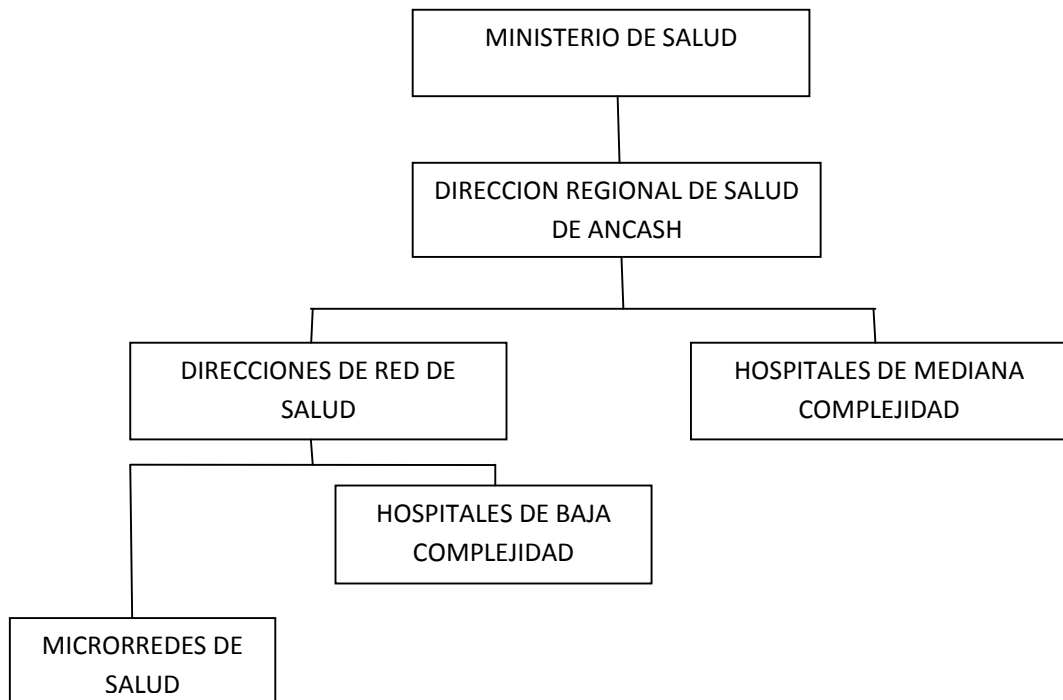 MINISTERIO DE SALUD
DIRECCION REGIONAL DE SALUD
DE ANCASH
DIRECCIONES DE RED DE
SALUD
HOSPITALES DE MEDIANA
COMPLEJIDAD
HOSPITALES DE BAJA
COMPLEJIDAD
MICRORREDES DE
SALUD